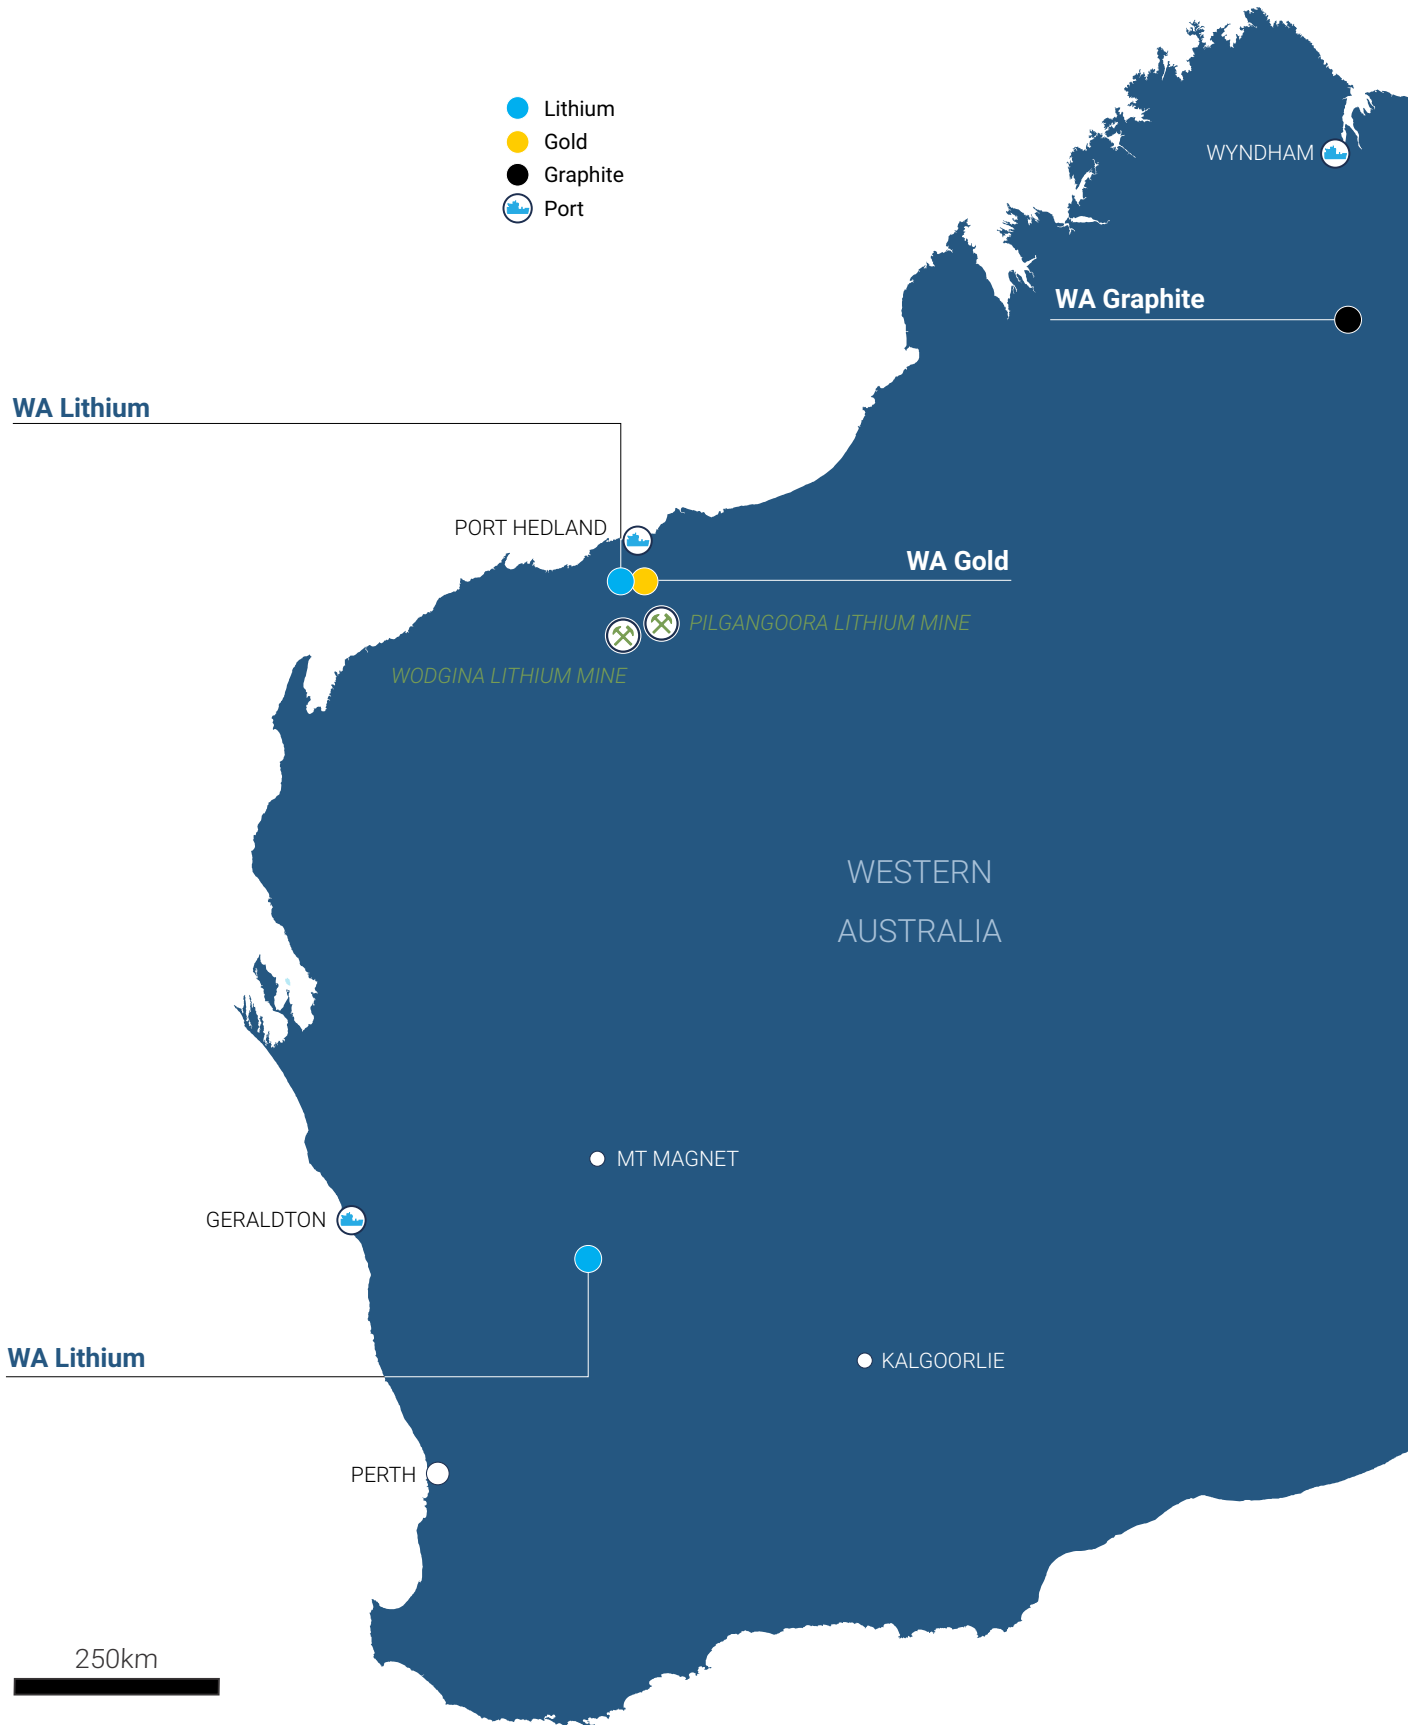 Lithium
Gold
Graphite
Port
WYNDHAM
WA Graphite
WA Lithium
PORT HEDLAND
WA Gold
PILGANGOORA LITHIUM MINE
WODGINA LITHIUM MINE
WESTERN
AUSTRALIA
MT MAGNET
GERALDTON
WA Lithium
KALGOORLIE
PERTH
250km